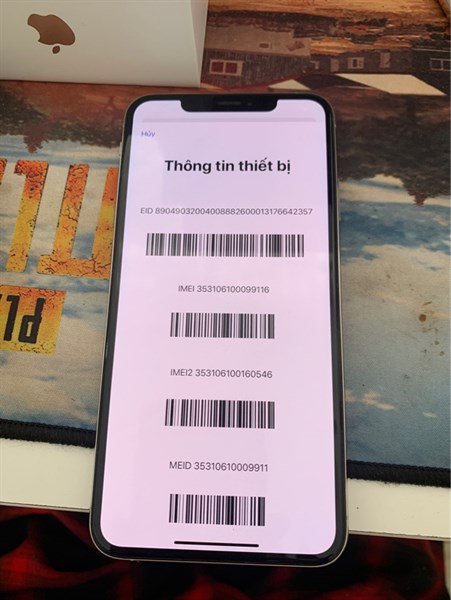 Hủy
Thông tin thiết bị
EID 89049032004008882600013176642357
IMEI 353106100099116
IMEI2 353106100160546
MEID 35310610009911